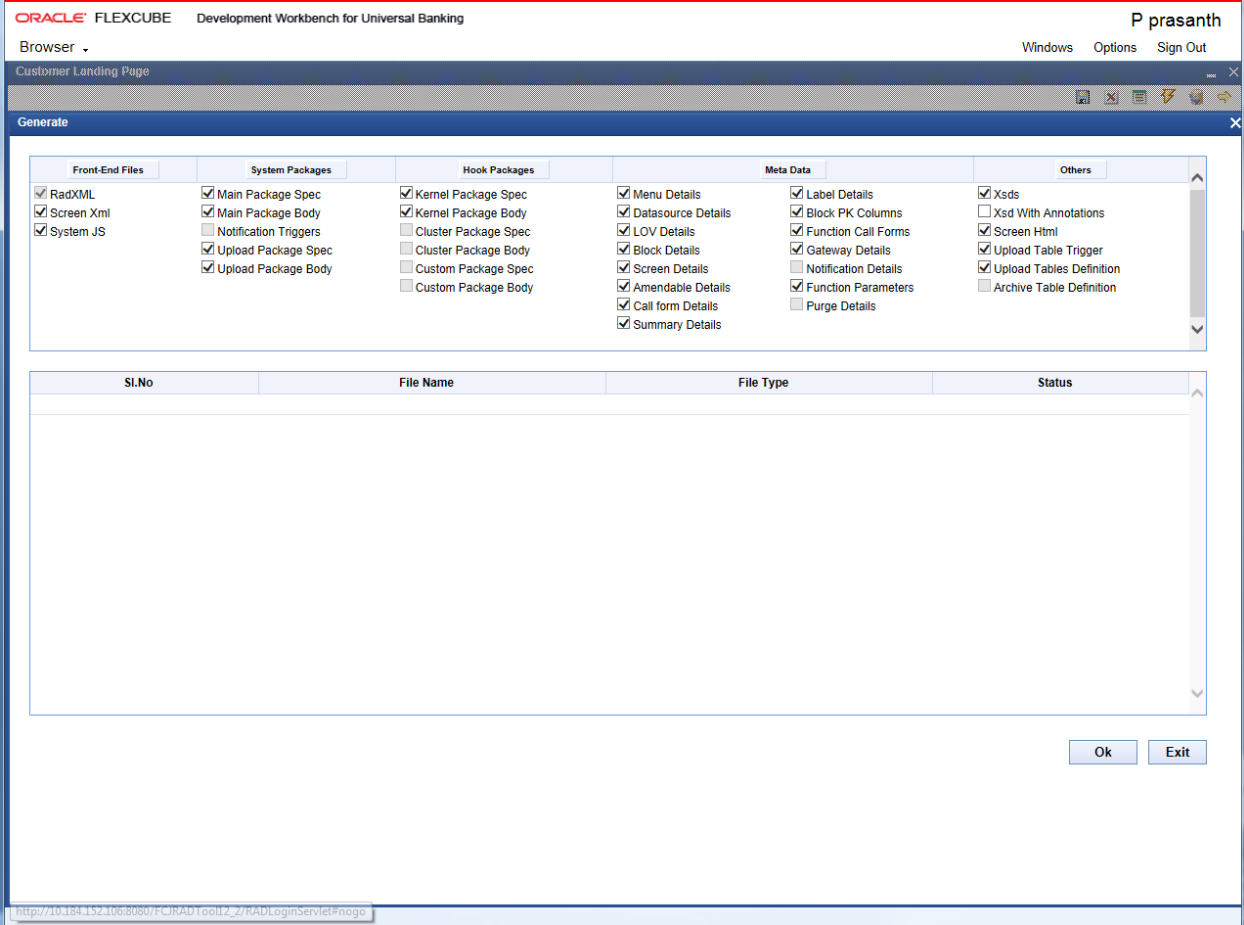 ORACLE FLEXCUBE Development Workbench for Universal Banking
P prasanth
Browser
Windows Options Sign Out
Customer Landing Page
Generate
Front-End Files System Packages Hook Packages Meta Data Others
RadXML Main Package Spec Kernel Package Spec Menu Details Label Details Xsds
Screen Xml Main Package Body Kernel Package Body Datasource Details Block PK Columns Xsd With Annotations
System JS Notification Triggers Cluster Package Spec LOV Details Function Call Forms Screen Html
Upload Package Spec Cluster Package Body Block Details Gateway Details Upload Table Trigger
Upload Package Body Custom Package Spec Screen Details Notification Details Upload Tables Definition
Custom Package Body Amendable Details Function Parameters Archive Table Definition
Call form Details Purge Details
Summary Details
Sl.No File Name File Type Status
Ok Exit
http://10.184.152.106:8080/FCJRADTool12_2/RADLoginServlet#nogo